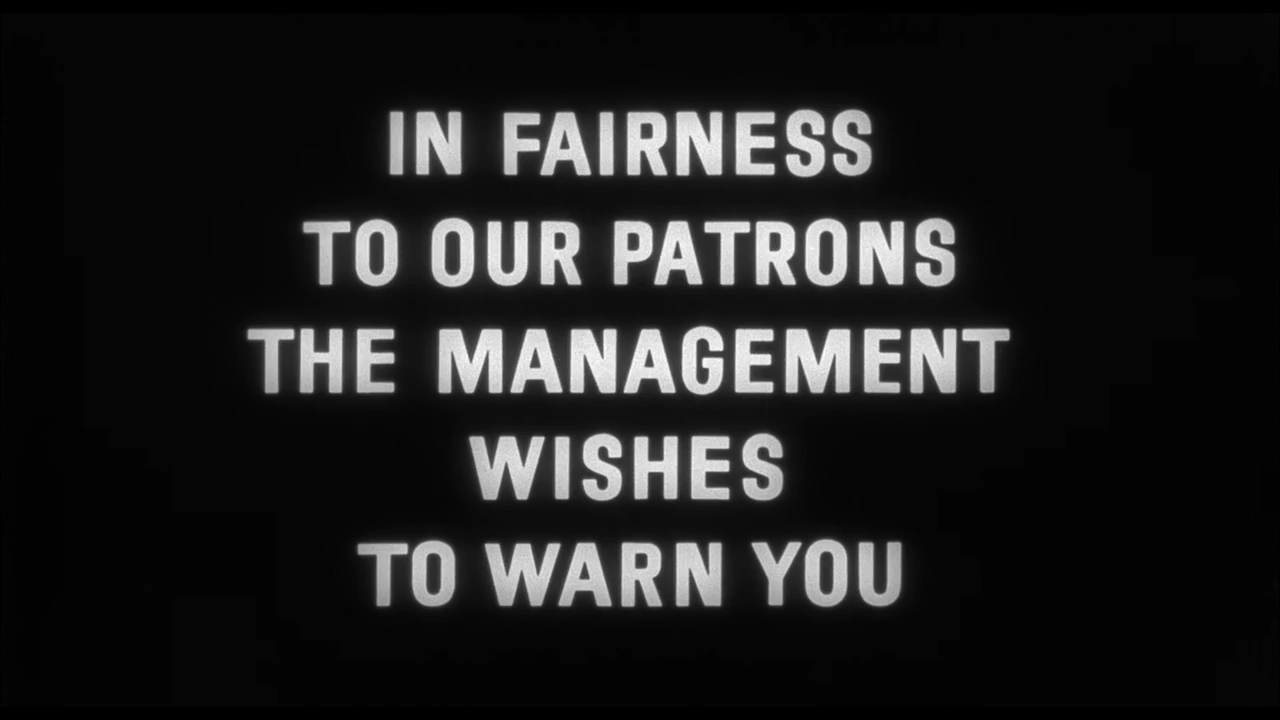 IN FAIRNESS
TO OUR PATRONS
THE MANAGEMENT
WISHES
TO WARN YOU